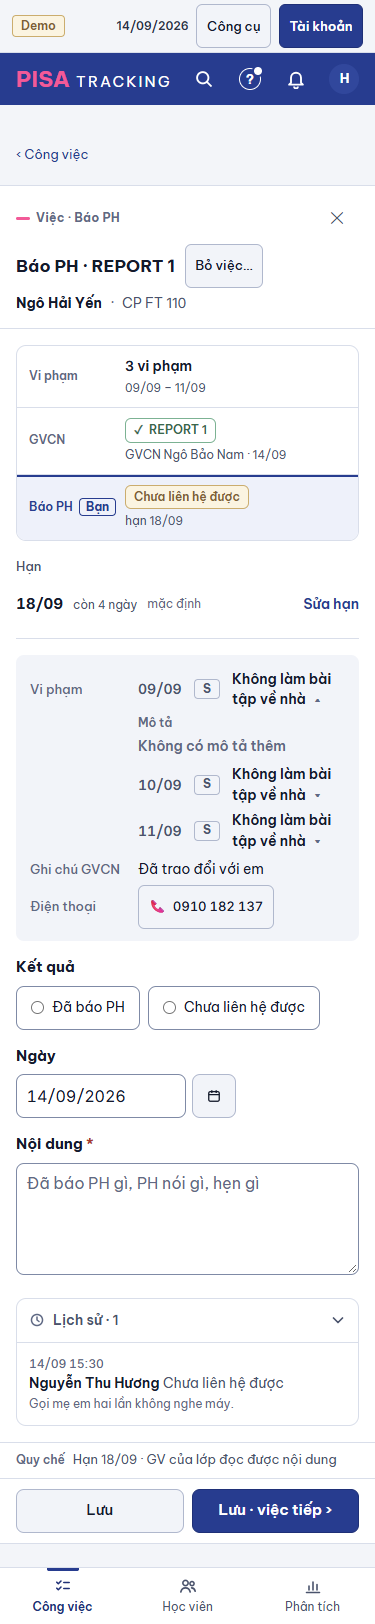 Demo 14/09/2026 Công cụ Tài khoản
PISA TRACKING ? H
‹ Công việc
Việc · Báo PH
Báo PH · REPORT 1 Bỏ việc...
Ngô Hải Yến · CP FT 110
Vi phạm 3 vi phạm
09/09 – 11/09
GVCN ✓ REPORT 1
GVCN Ngô Bảo Nam · 14/09
Báo PH Bạn Chưa liên hệ được
hạn 18/09
Hạn
18/09 còn 4 ngày mặc định Sửa hạn
Vi phạm 09/09 S Không làm bài
tập về nhà
Mô tả
Không có mô tả thêm
10/09 S Không làm bài
tập về nhà
11/09 S Không làm bài
tập về nhà
Ghi chú GVCN Đã trao đổi với em
Điện thoại 0910 182 137
Kết quả
Đã báo PH Chưa liên hệ được
Ngày
14/09/2026
Nội dung *
Đã báo PH gì, PH nói gì, hẹn gì
Lịch sử · 1
14/09 15:30
Nguyễn Thu Hương Chưa liên hệ được
Gọi mẹ em hai lần không nghe máy.
Quy chế Hạn 18/09 · GV của lớp đọc được nội dung
Lưu Lưu · việc tiếp ›
Công việc Học viên Phân tích